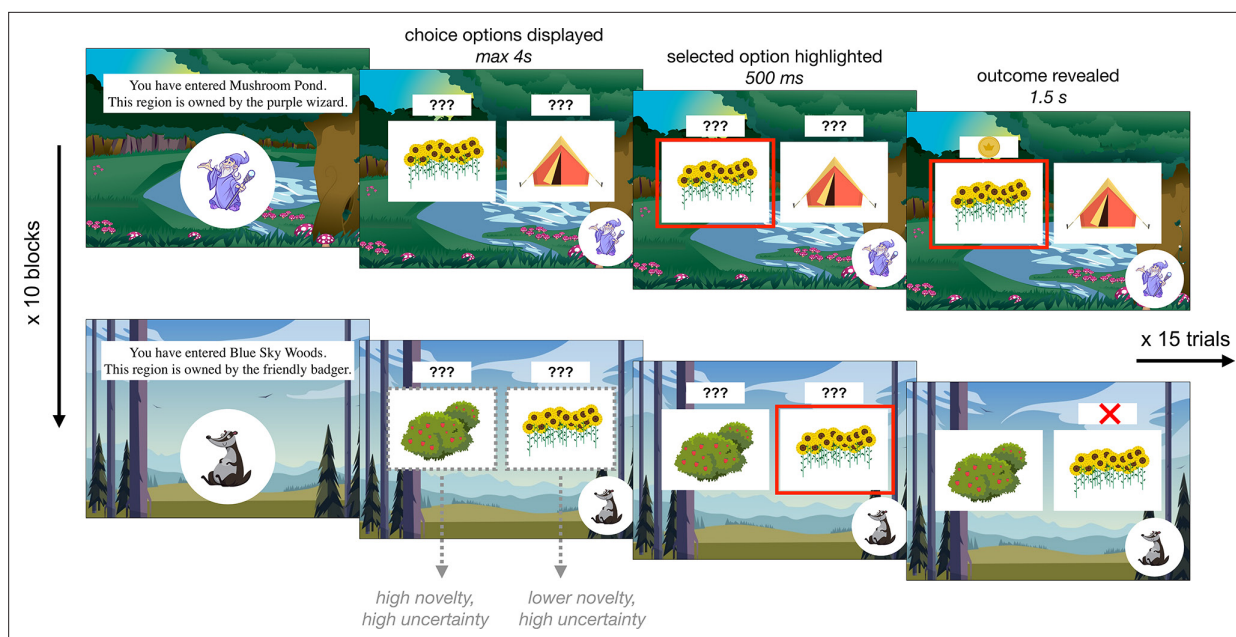 choice options displayed
max 4s
selected option highlighted
500 ms
outcome revealed
1.5 s
You have entered Mushroom Pond.
This region is owned by the purple wizard.
???
???
???
???
x 10 blocks
x 15 trials
You have entered Blue Sky Woods.
This region is owned by the friendly badger.
???
???
???
???
high novelty,
high uncertainty
lower novelty,
high uncertainty